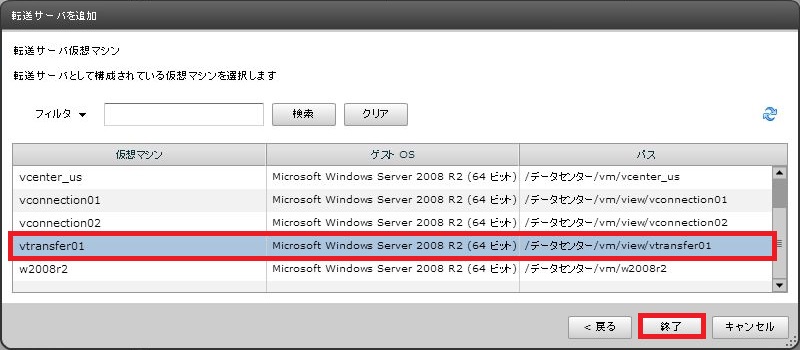 転送サーバを追加
転送サーバ仮想マシン
転送サーバとして構成されている仮想マシンを選択します
フィルタ 検索 クリア
仮想マシン ゲスト OS パス
vcenter_us Microsoft Windows Server 2008 R2 (64 ビット) /データセンター/vm/vcenter_us
vconnection01 Microsoft Windows Server 2008 R2 (64 ビット) /データセンター/vm/view/vconnection01
vconnection02 Microsoft Windows Server 2008 R2 (64 ビット) /データセンター/vm/view/vconnection02
vtransfer01 Microsoft Windows Server 2008 R2 (64 ビット) /データセンター/vm/view/vtransfer01
w2008r2 Microsoft Windows Server 2008 R2 (64 ビット) /データセンター/vm/w2008r2
< 戻る 終了 キャンセル